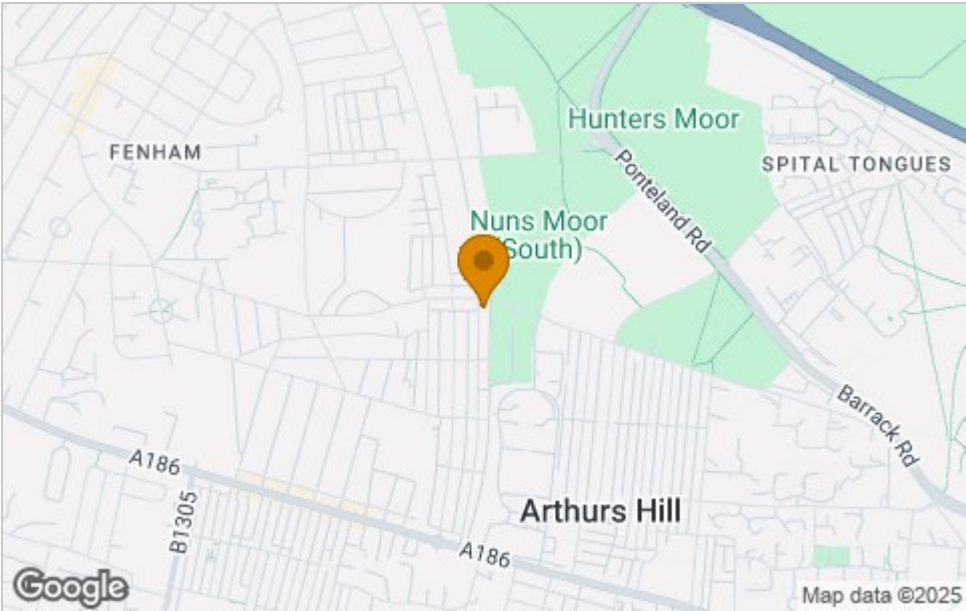 Hunters Moor
FENHAM
SPITAL TONGUES
Ponteland Rd
Nuns Moor
(South)
Barrack Rd
A186
B1305
Arthurs Hill
A186
Google
Map data ©2025